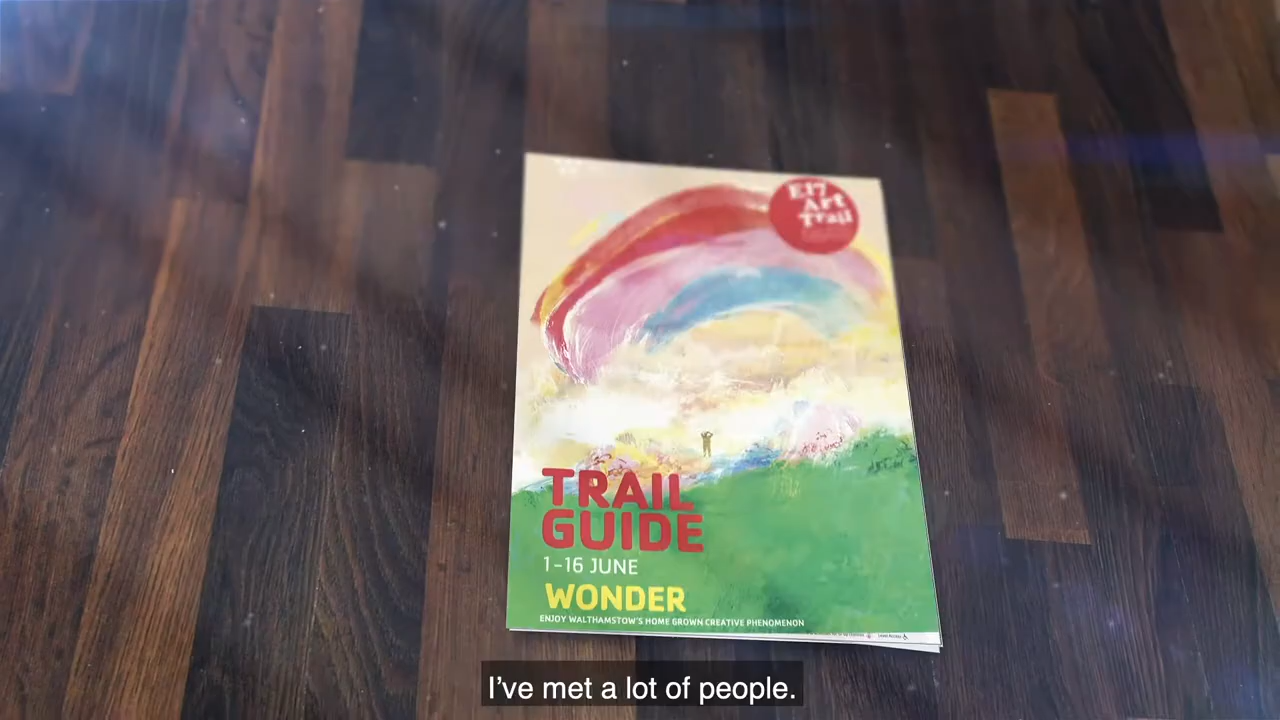 E17
Art
Trail
TRAIL
GUIDE
1-16 JUNE
WONDER
ENJOY WALTHAMSTOW'S HOME GROWN CREATIVE PHENOMENON
I've met a lot of people.